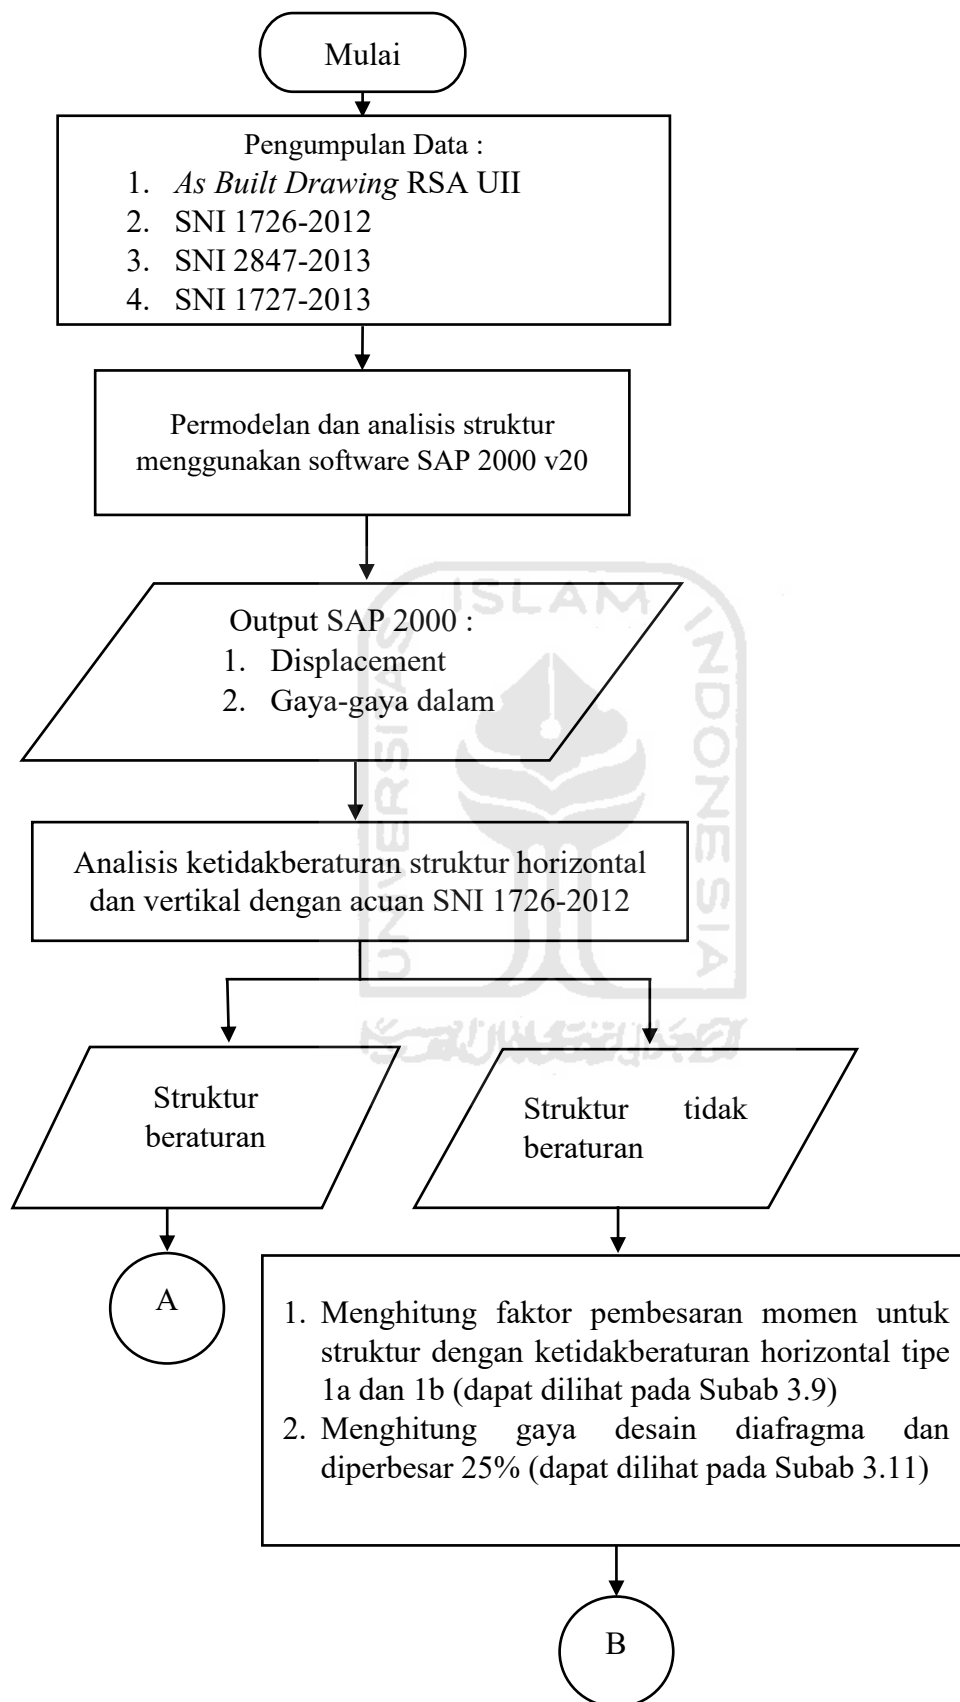 Mulai
Pengumpulan Data :
1. As Built Drawing RSA UII
2. SNI 1726-2012
3. SNI 2847-2013
4. SNI 1727-2013
Permodelan dan analisis struktur
menggunakan software SAP 2000 v20
Output SAP 2000 :
1. Displacement
2. Gaya-gaya dalam
UNIVERSITAS ISLAM INDONESIA
Analisis ketidakberaturan struktur horizontal
dan vertikal dengan acuan SNI 1726-2012
Struktur
beraturan
Struktur tidak
beraturan
A
1. Menghitung faktor pembesaran momen untuk
struktur dengan ketidakberaturan horizontal tipe
1a dan 1b (dapat dilihat pada Subab 3.9)
2. Menghitung gaya desain diafragma dan
diperbesar 25% (dapat dilihat pada Subab 3.11)
B